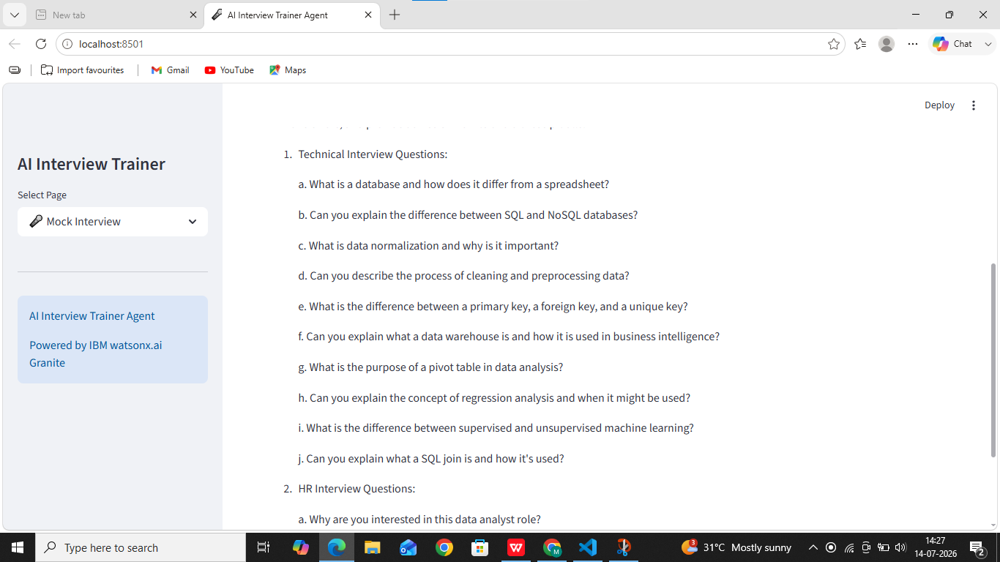 New tab
AI Interview Trainer Agent
localhost:8501
Chat
Import favourites
Gmail
YouTube
Maps
Deploy
AI Interview Trainer
Select Page
Mock Interview
AI Interview Trainer Agent
Powered by IBM watsonx.ai
Granite
1. Technical Interview Questions:
a. What is a database and how does it differ from a spreadsheet?
b. Can you explain the difference between SQL and NoSQL databases?
c. What is data normalization and why is it important?
d. Can you describe the process of cleaning and preprocessing data?
e. What is the difference between a primary key, a foreign key, and a unique key?
f. Can you explain what a data warehouse is and how it is used in business intelligence?
g. What is the purpose of a pivot table in data analysis?
h. Can you explain the concept of regression analysis and when it might be used?
i. What is the difference between supervised and unsupervised machine learning?
j. Can you explain what a SQL join is and how it's used?
2. HR Interview Questions:
a. Why are you interested in this data analyst role?
Type here to search
W
M
3
31°C Mostly sunny
14:27
14-07-2026
2